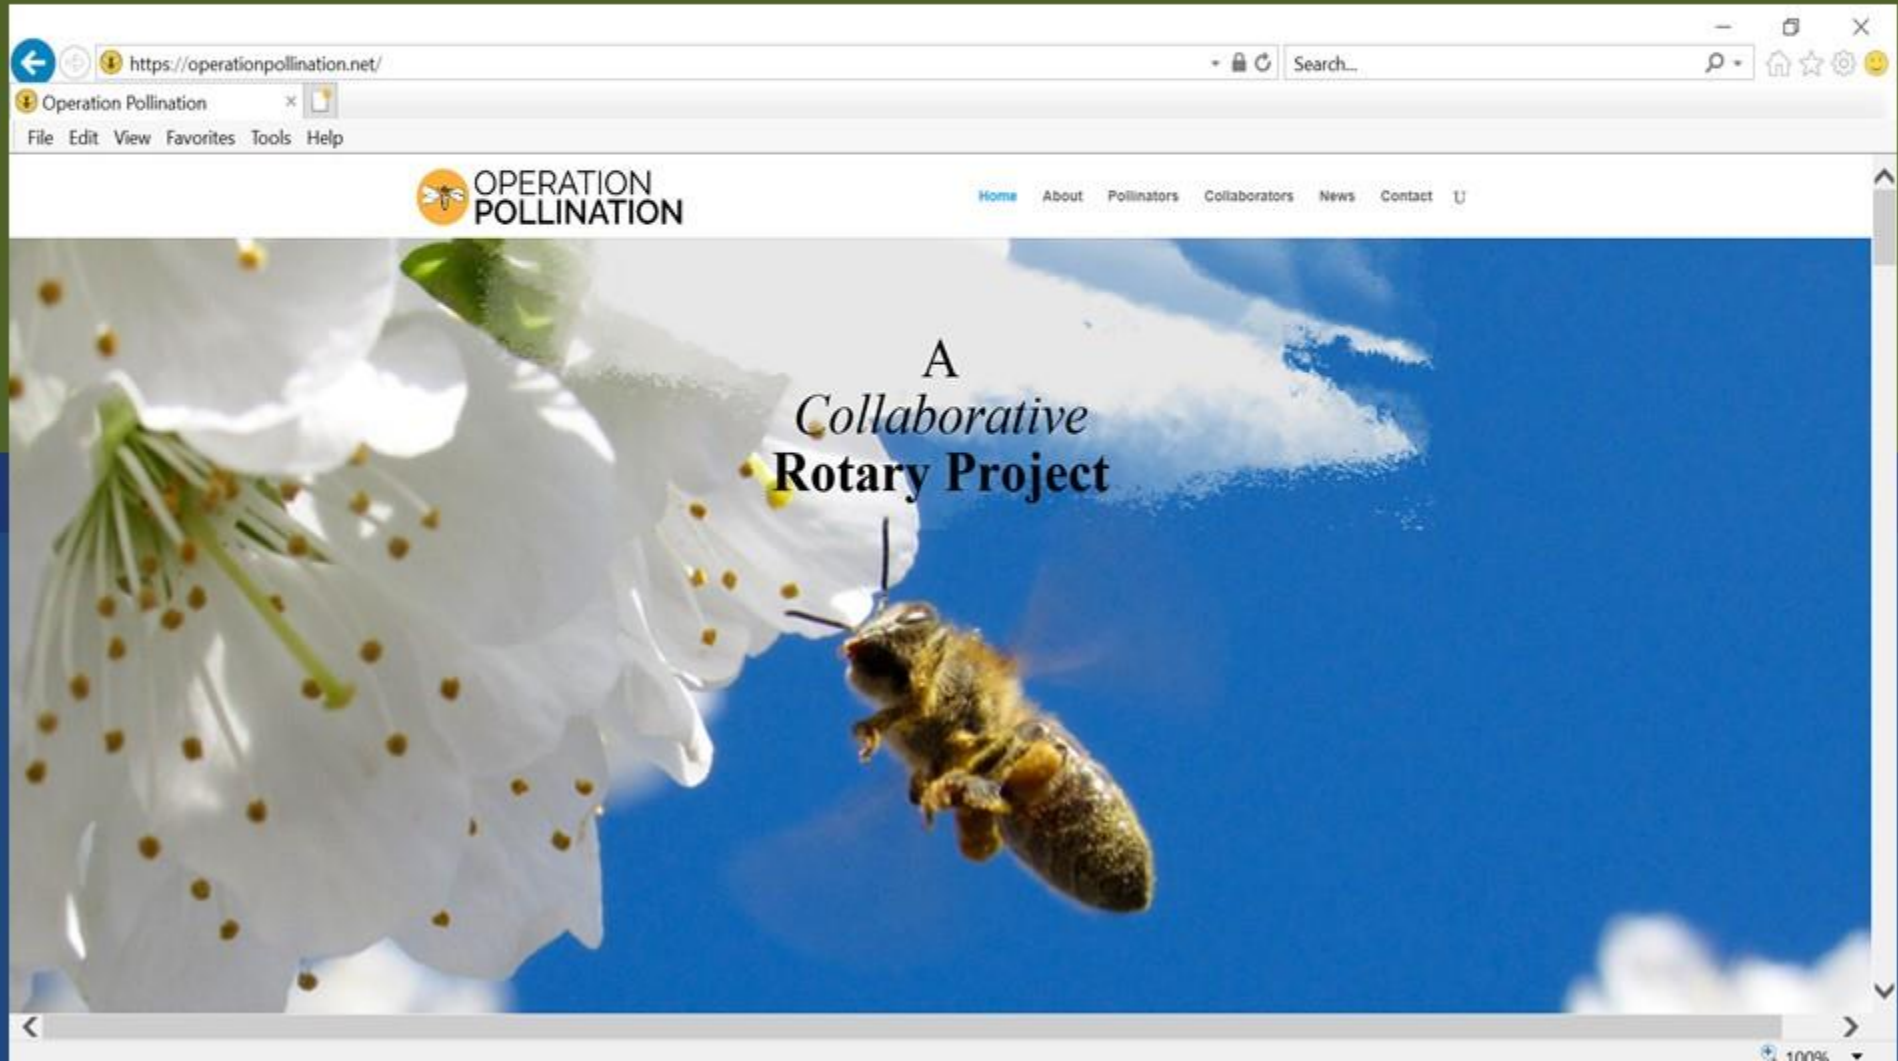 https://operationpollination.net/
Search...
Operation Pollination
File Edit View Favorites Tools Help
OPERATION
POLLINATION
Home About Pollinators Collaborators News Contact U
A
Collaborative
Rotary Project
100%